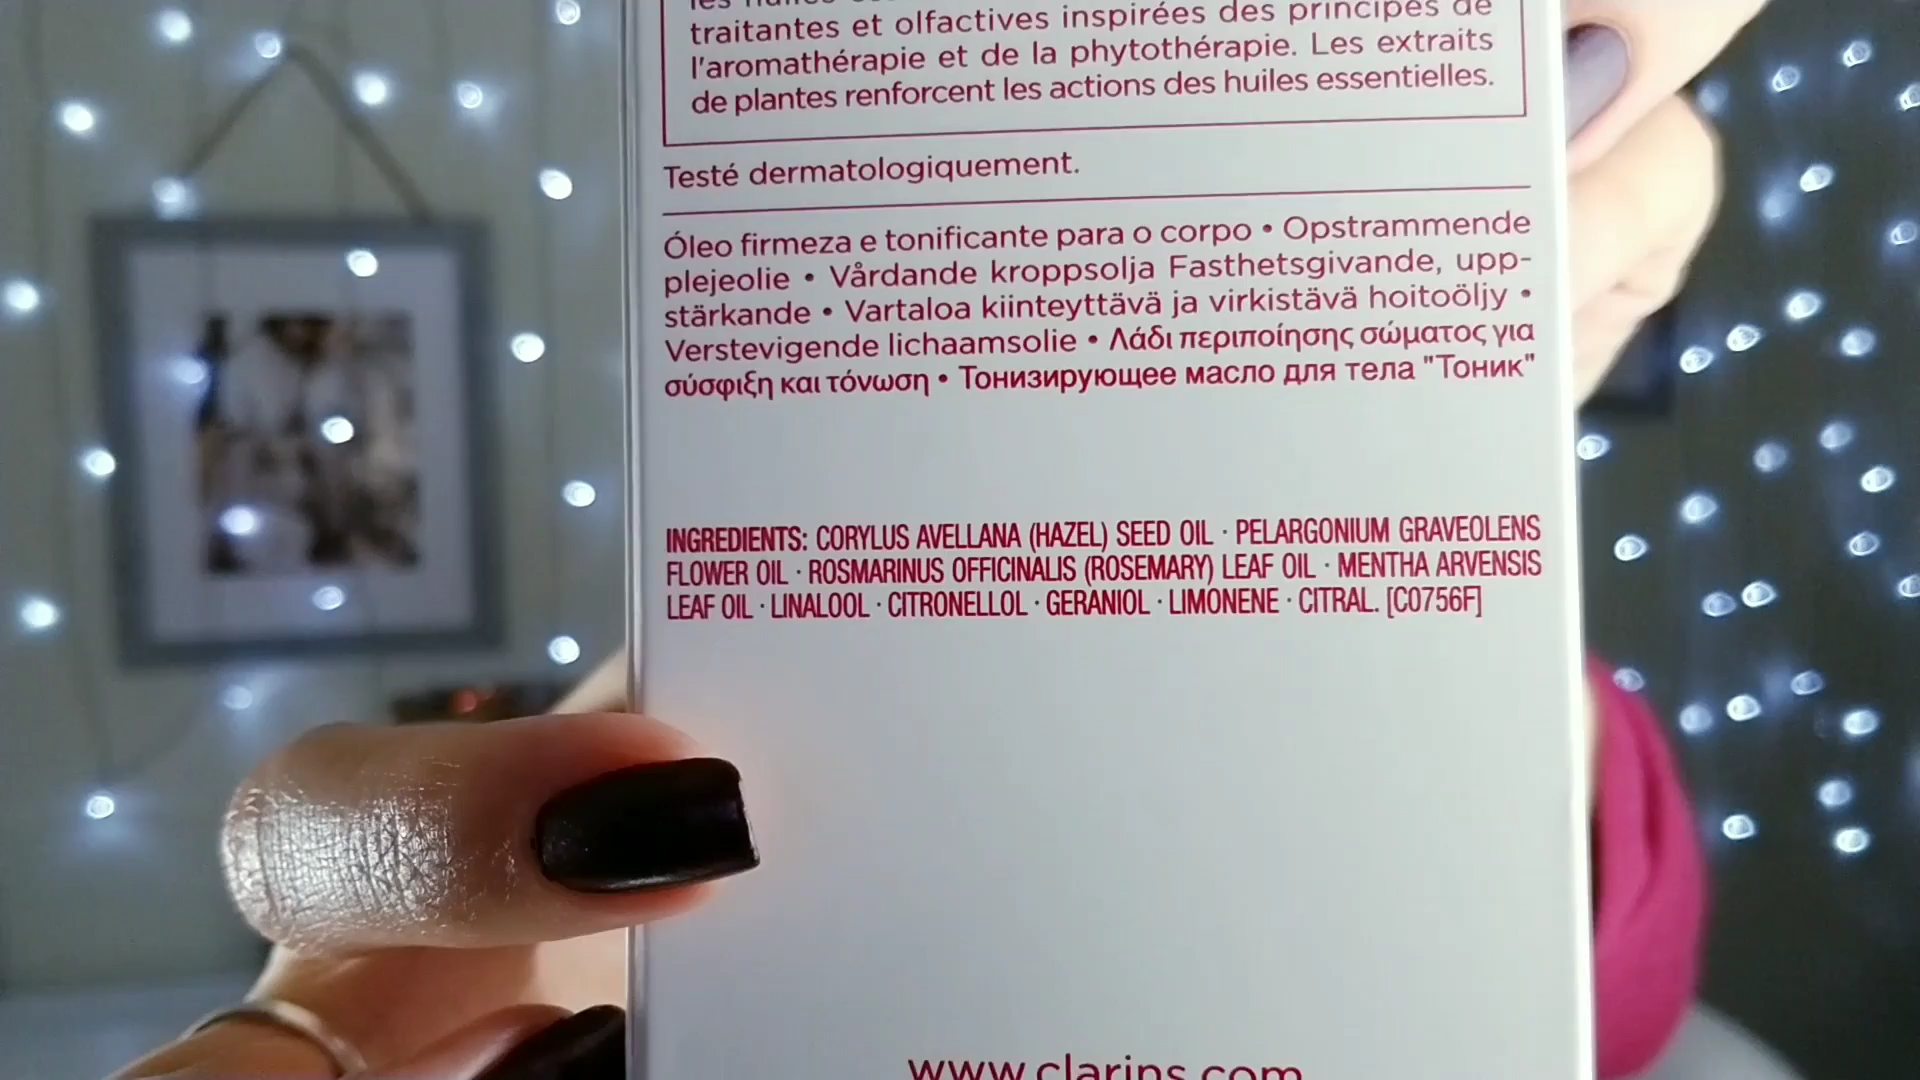 les huiles
traitantes et olfactives inspirées des principes de
l'aromathérapie et de la phytothérapie. Les extraits
de plantes renforcent les actions des huiles essentielles.
Testé dermatologiquement.
Óleo firmeza e tonificante para o corpo • Opstrammende
plejeolie • Vårdande kroppsolja Fasthetsgivande, upp-
stärkande • Vartaloa kiinteyttävä ja virkistävä hoitoöljy •
Verstevigende lichaamsolie • Λάδι περιποίησης σώματος για
σύσφιξη και τόνωση • Тонизирующее масло для тела "Тоник"
INGREDIENTS: CORYLUS AVELLANA (HAZEL) SEED OIL · PELARGONIUM GRAVEOLENS
FLOWER OIL · ROSMARINUS OFFICINALIS (ROSEMARY) LEAF OIL · MENTHA ARVENSIS
LEAF OIL · LINALOOL · CITRONELLOL · GERANIOL · LIMONENE · CITRAL. [C0756F]
www.clarins.com